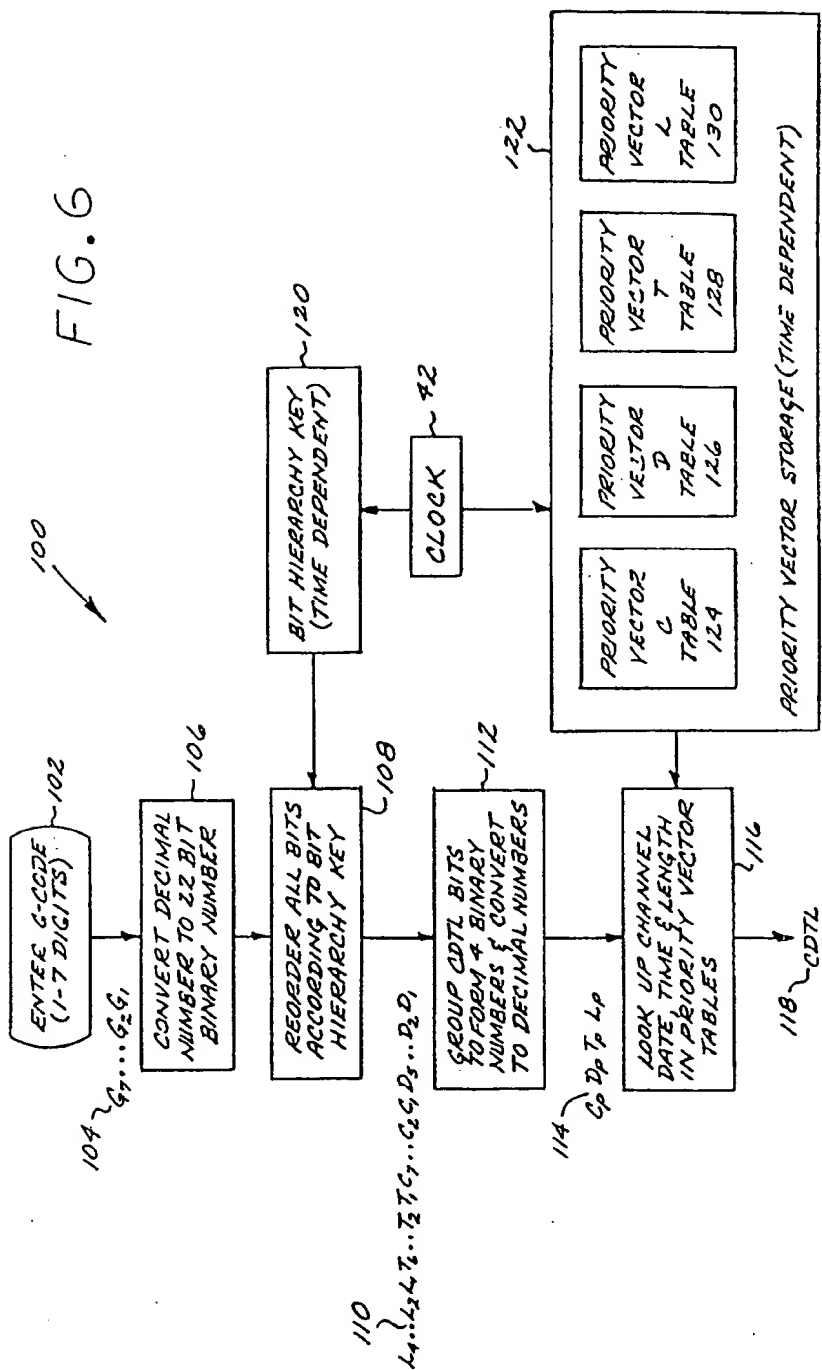 FIG. 6
100
ENTER G-CODE
(1-7 DIGITS)
102
104
G7...G2G1
CONVERT DECIMAL
NUMBER TO 22 BIT
BINARY NUMBER
106
REORDER ALL BITS
ACCORDING TO BIT
HIERARCHY KEY
108
BIT HIERARCHY KEY
(TIME DEPENDENT)
120
CLOCK
42
110
L4..L2L1T6..T2T1C7...C2C1D5...D2D1
GROUP CDTL BITS
TO FORM 4 BINARY
NUMBERS & CONVERT
TO DECIMAL NUMBERS
112
114
Cp Dp Tp Lp
LOOK UP CHANNEL
DATE TIME & LENGTH
IN PRIORITY VECTOR
TABLES
116
118
CDTL
122
PRIORITY
VECTOR
C
TABLE
124
PRIORITY
VECTOR
D
TABLE
126
PRIORITY
VECTOR
T
TABLE
128
PRIORITY
VECTOR
L
TABLE
130
PRIORITY VECTOR STORAGE (TIME DEPENDENT)